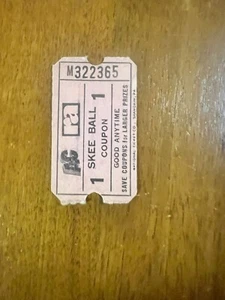 M322365
1 SKEE BALL 1
COUPON
GOOD ANYTIME
SAVE COUPONS for LARGER PRIZES